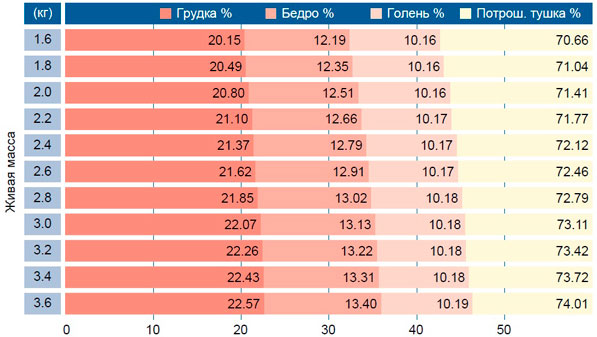 (кг) Грудка % Бедро % Голень % Потрош. тушка %
Живая масса
1.6 20.15 12.19 10.16 70.66
1.8 20.49 12.35 10.16 71.04
2.0 20.80 12.51 10.16 71.41
2.2 21.10 12.66 10.17 71.77
2.4 21.37 12.79 10.17 72.12
2.6 21.62 12.91 10.17 72.46
2.8 21.85 13.02 10.18 72.79
3.0 22.07 13.13 10.18 73.11
3.2 22.26 13.22 10.18 73.42
3.4 22.43 13.31 10.18 73.72
3.6 22.57 13.40 10.19 74.01
0 10 20 30 40 50